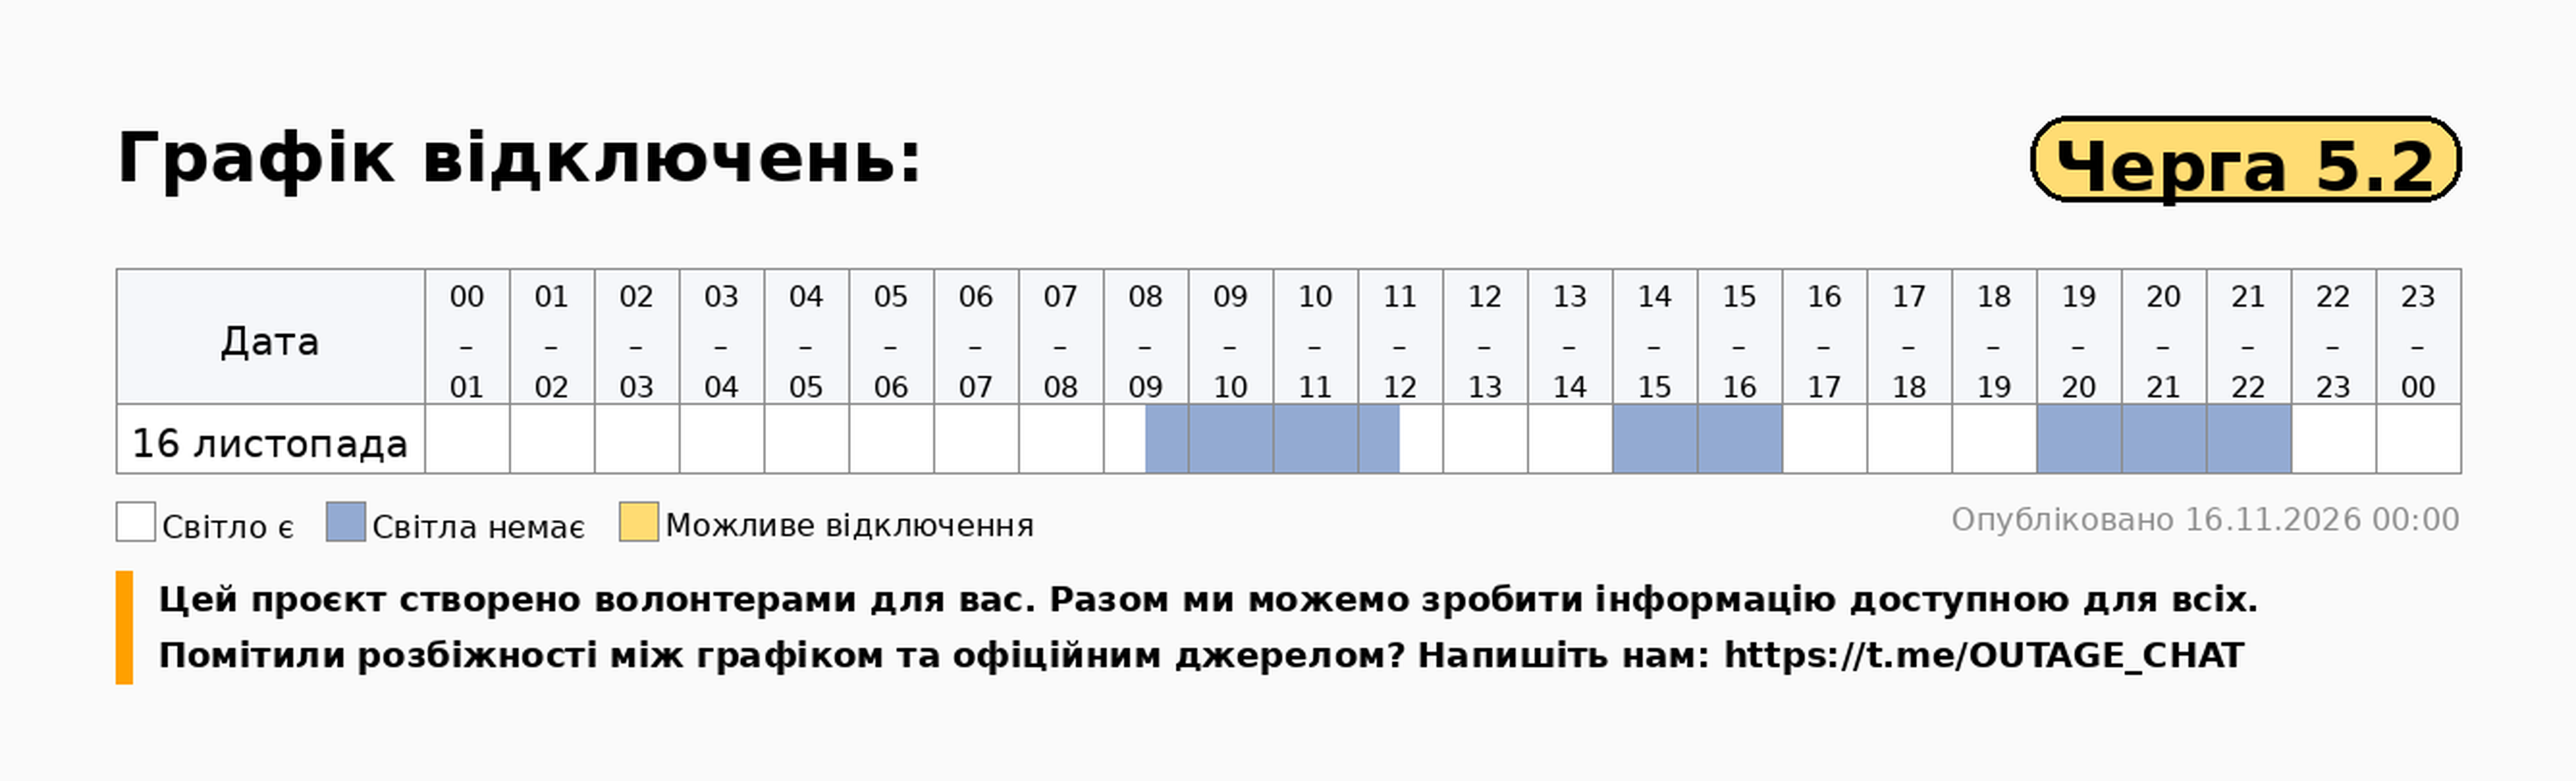 Графік відключень:
Черга 5.2
Дата 00 – 01 01 – 02 02 – 03 03 – 04 04 – 05 05 – 06 06 – 07 07 – 08 08 – 09 09 – 10 10 – 11 11 – 12 12 – 13 13 – 14 14 – 15 15 – 16 16 – 17 17 – 18 18 – 19 19 – 20 20 – 21 21 – 22 22 – 23 23 – 00
16 листопада
Світло є Світла немає Можливе відключення
Опубліковано 16.11.2026 00:00
Цей проєкт створено волонтерами для вас. Разом ми можемо зробити інформацію доступною для всіх.
Помітили розбіжності між графіком та офіційним джерелом? Напишіть нам: https://t.me/OUTAGE_CHAT